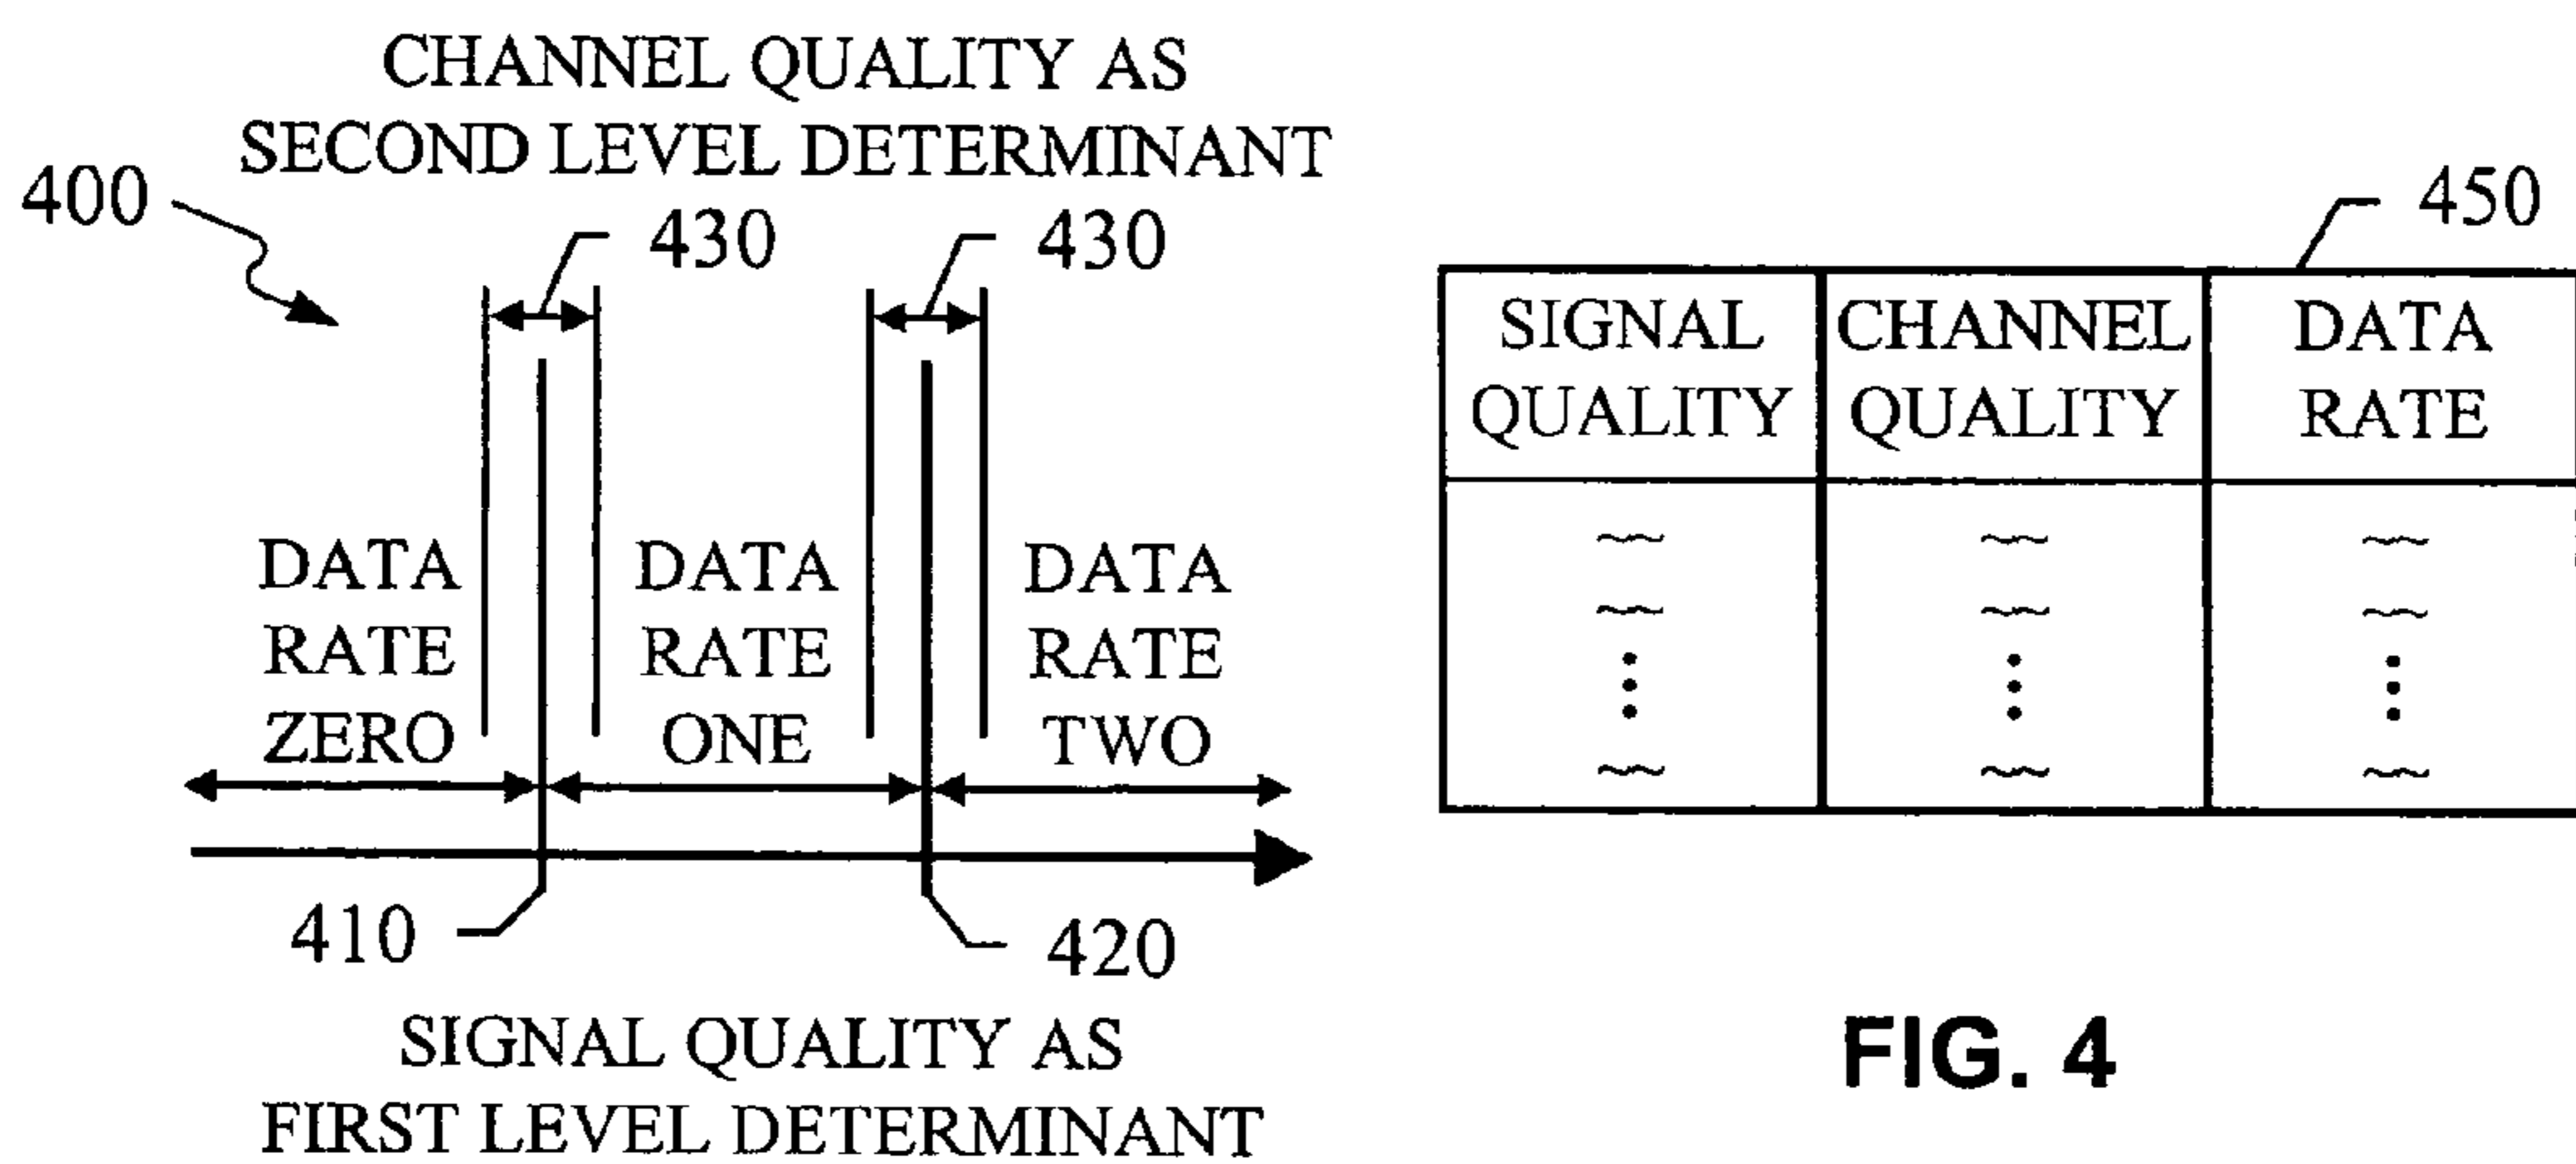 CHANNEL QUALITY AS
SECOND LEVEL DETERMINANT
400
430
430
DATA
RATE
ZERO
DATA
RATE
ONE
DATA
RATE
TWO
410
420
SIGNAL QUALITY AS
FIRST LEVEL DETERMINANT
450
SIGNAL
QUALITY
CHANNEL
QUALITY
DATA
RATE
FIG. 4